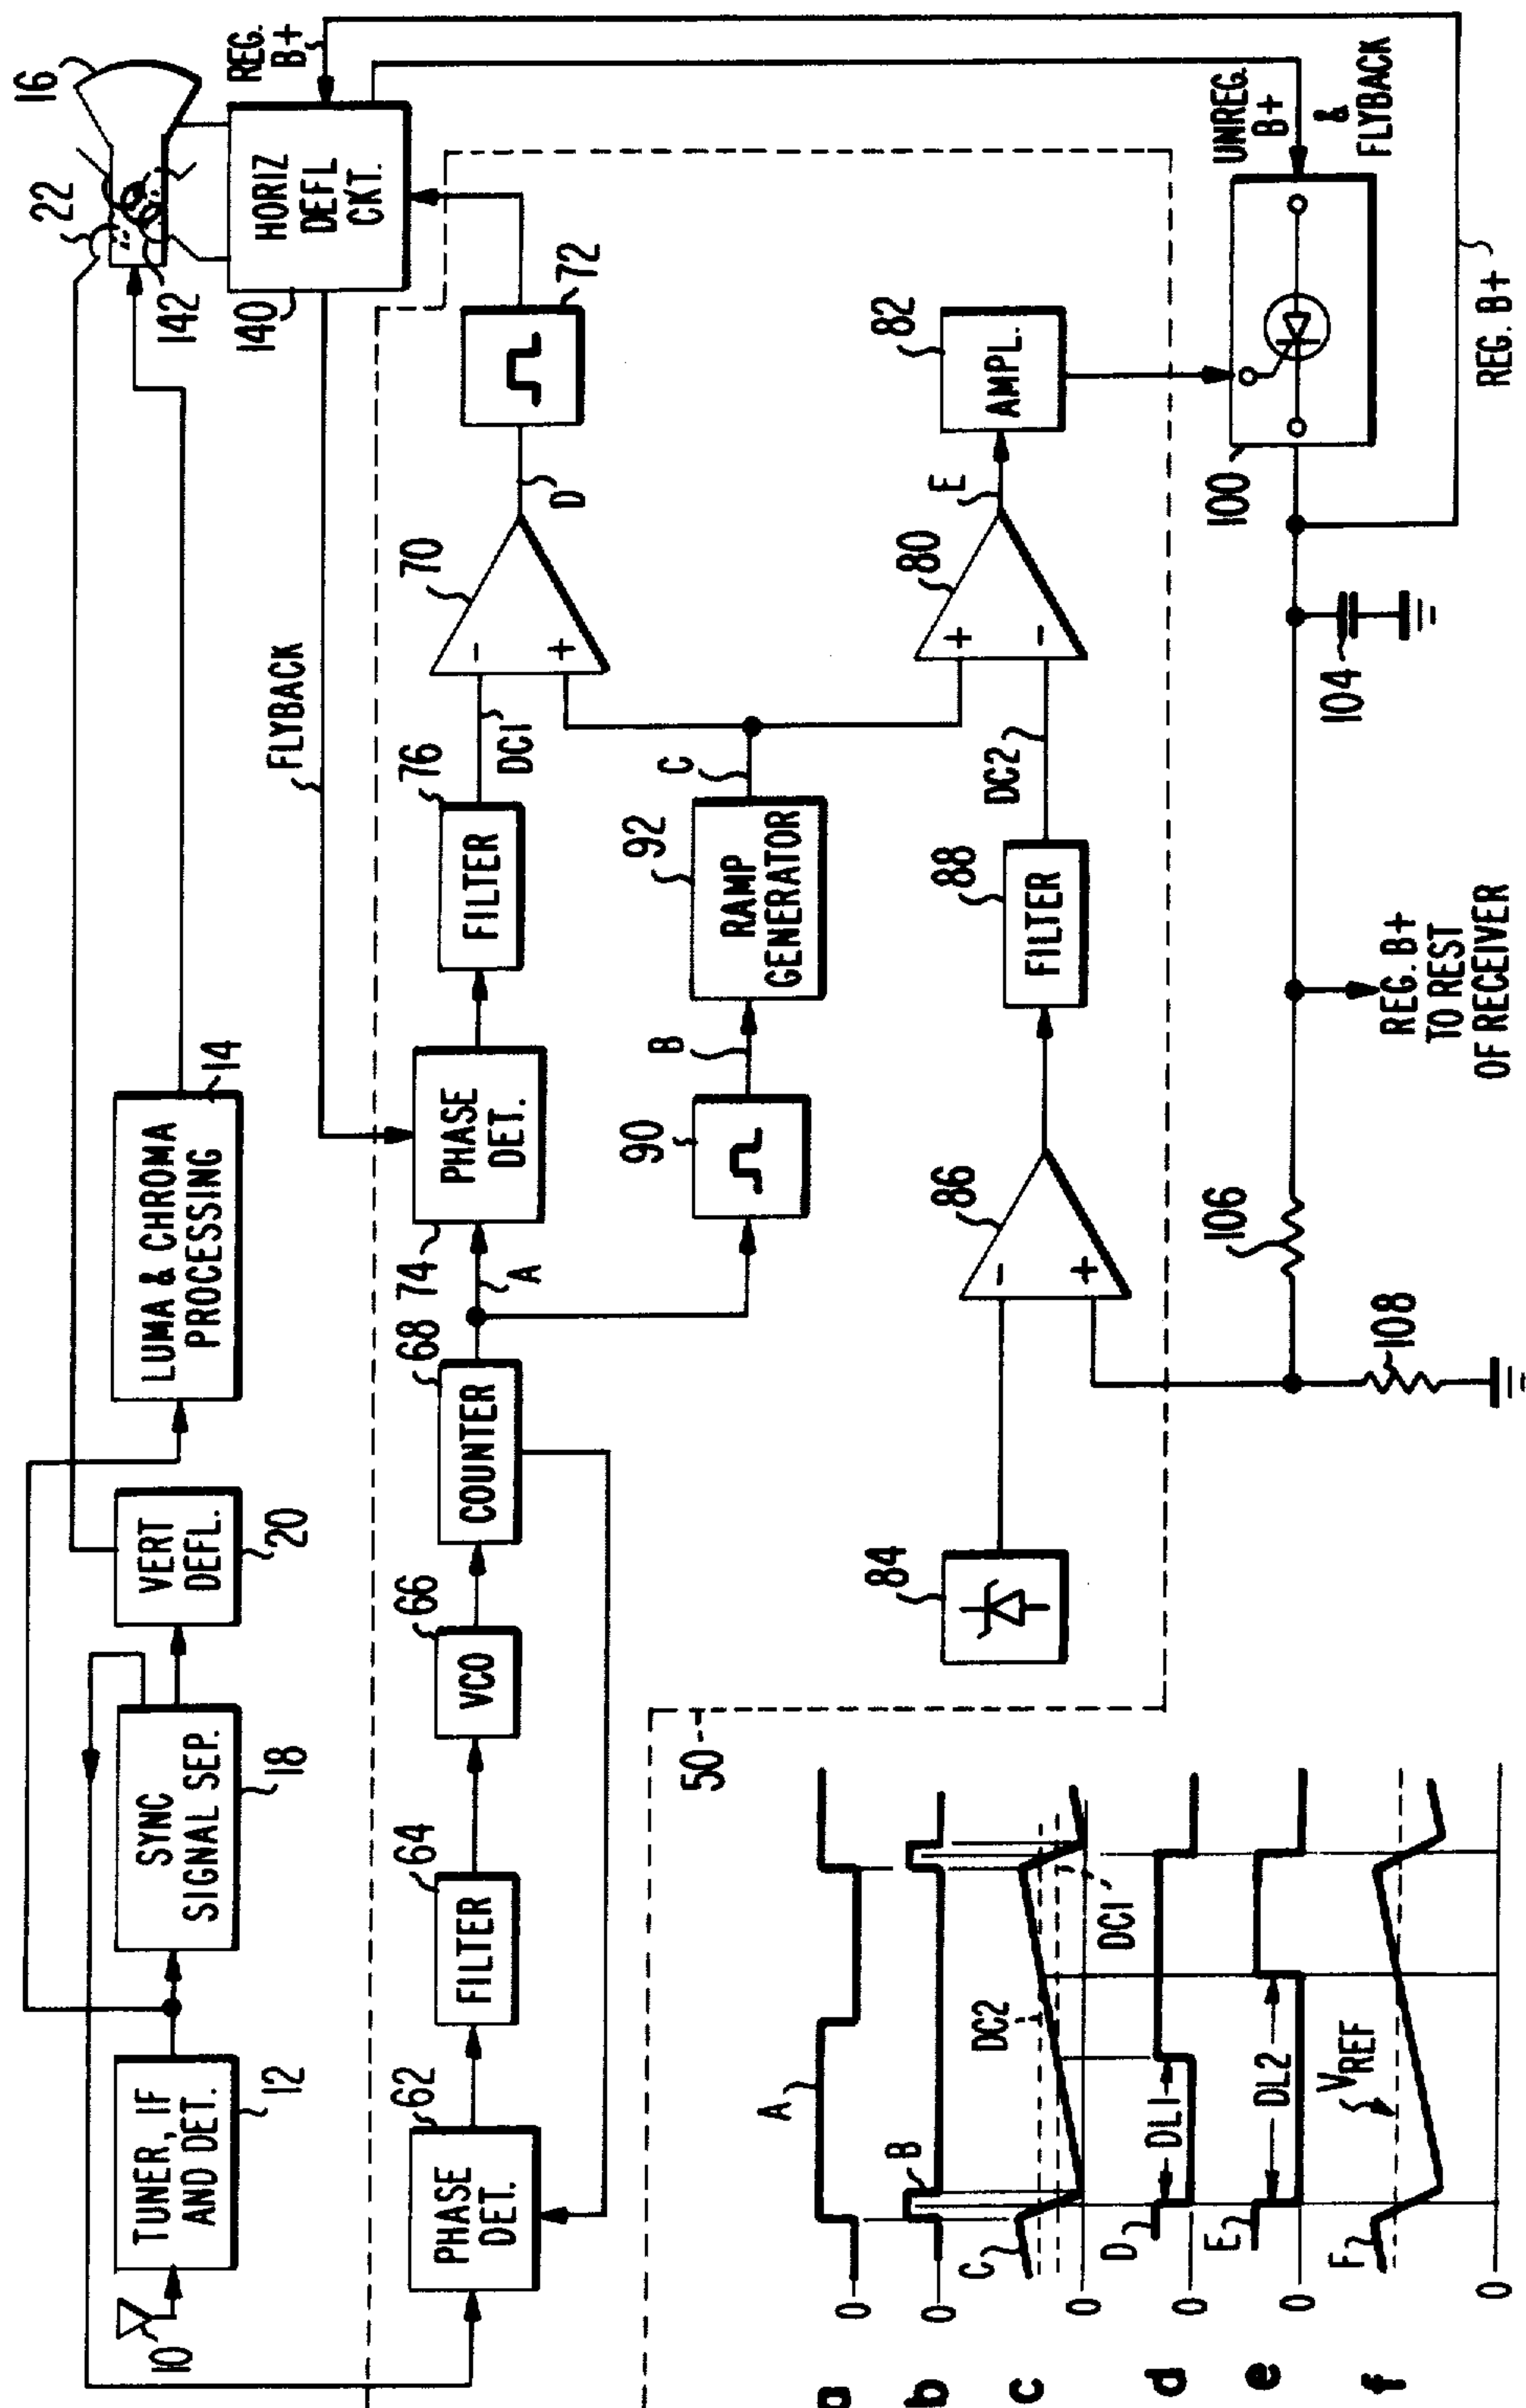 10
TUNER, IF
AND DET.
12
SYNC
SIGNAL SEP.
18
VERT
DEFL.
20
LUMA & CHROMA
PROCESSING
14
22
16
142
HORIZ
DEFL
CKT.
140
REG.
B+
FLYBACK
PHASE
DET.
62
FILTER
64
VCO
66
COUNTER
68
A
PHASE
DET.
74
FILTER
76
DC1
-
+
70
D
72
90
B
RAMP
GENERATOR
92
C
84
-
+
86
FILTER
88
DC2
+
-
80
E
AMPL.
82
50
UNREG.
B+
&
FLYBACK
100
104
REG. B+
REG. B+
TO REST
OF RECEIVER
106
108
a
0
A
b
0
B
c
0
C
DC2
DC1'
d
0
D
DL1
e
0
E
DL2
f
0
F
VREF